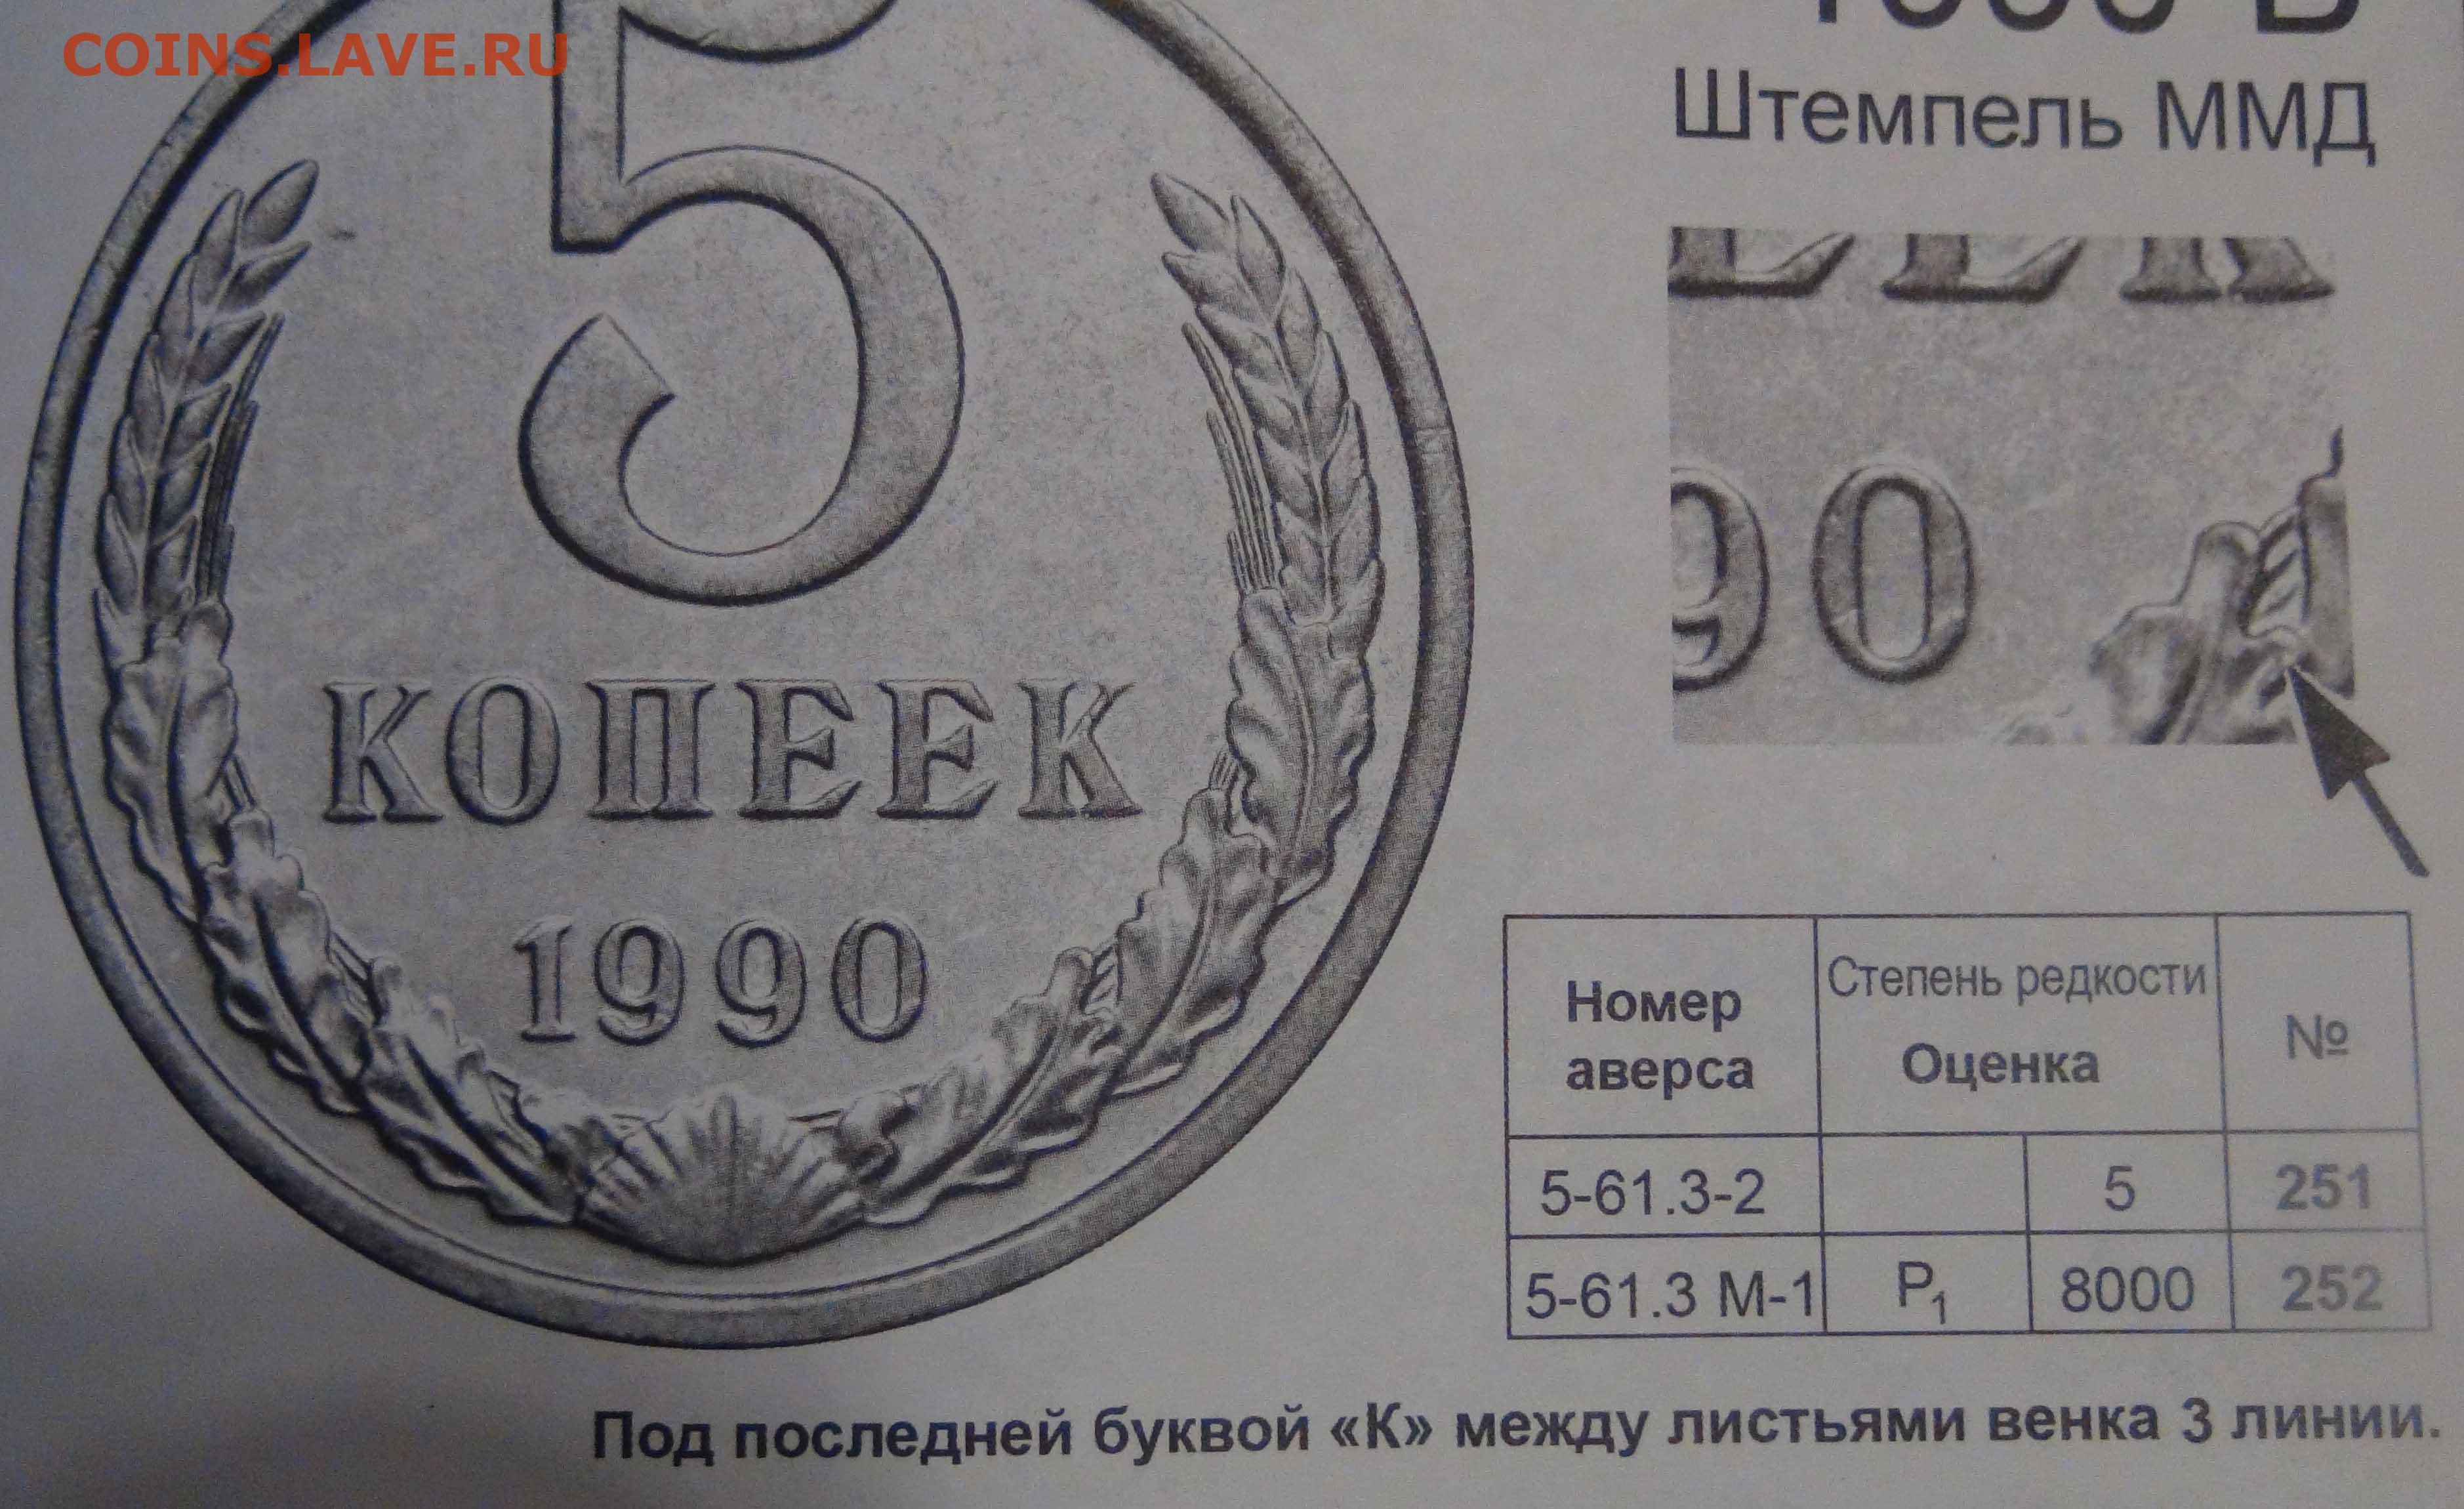 COINS.LAVE.RU
5
КОПЕЕК
1990
Штемпель ММД
90
Номер аверса
Степень редкости
Оценка
№
5-61.3-2 5 251
5-61.3 М-1 Р₁ 8000 252
Под последней буквой «К» между листьями венка 3 линии.